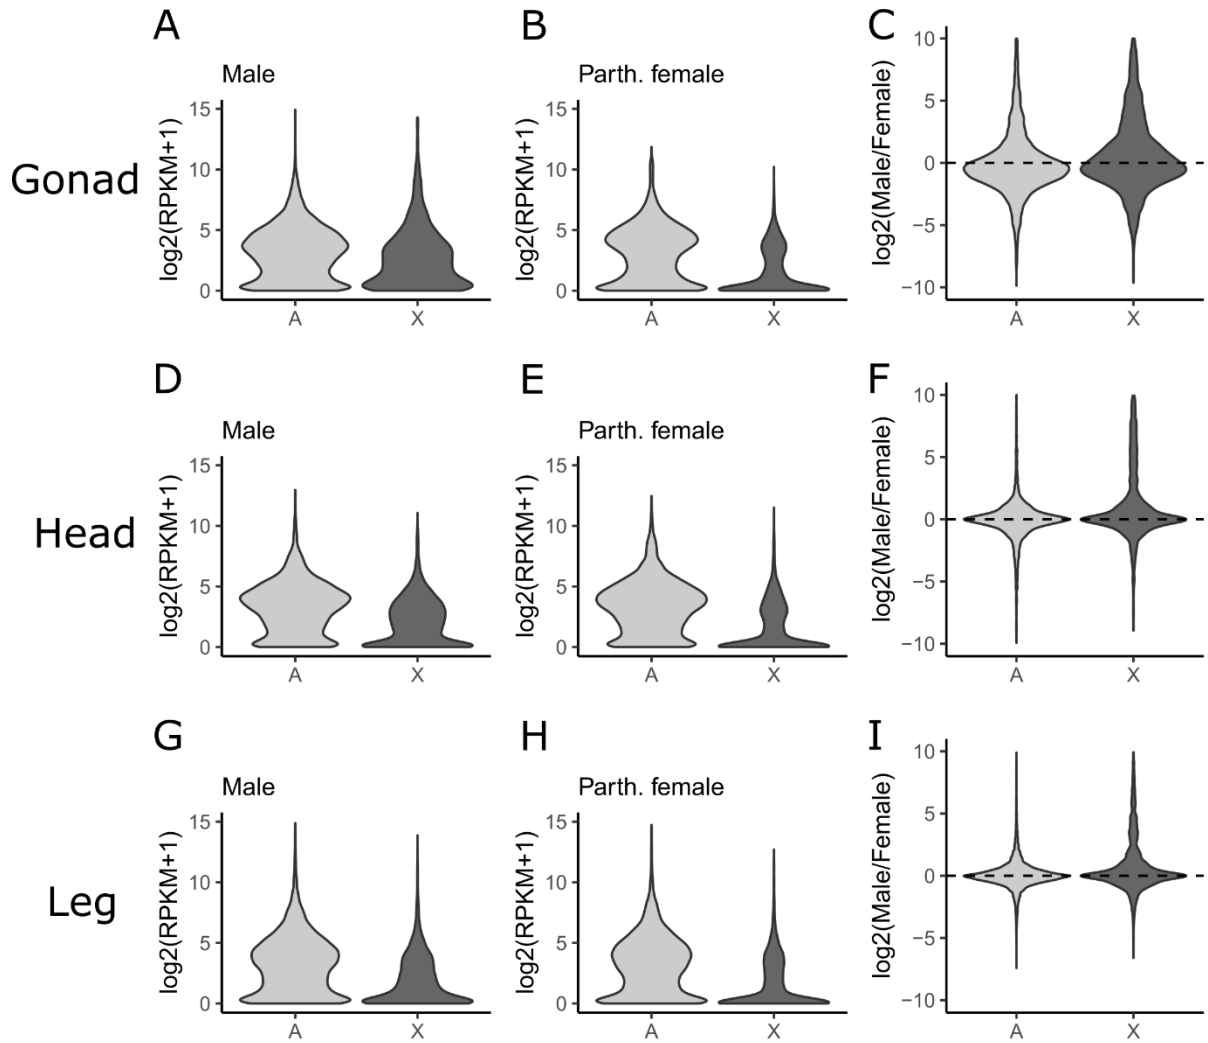 A
B
C
Male
Parth. female
Gonad
log2(RPKM+1)
15
10
5
0
A
X
log2(RPKM+1)
15
10
5
0
A
X
log2(Male/Female)
10
5
0
−5
−10
A
X
D
E
F
Male
Parth. female
Head
log2(RPKM+1)
15
10
5
0
A
X
log2(RPKM+1)
15
10
5
0
A
X
log2(Male/Female)
10
5
0
−5
−10
A
X
G
H
I
Male
Parth. female
Leg
log2(RPKM+1)
15
10
5
0
A
X
log2(RPKM+1)
15
10
5
0
A
X
log2(Male/Female)
10
5
0
−5
−10
A
X